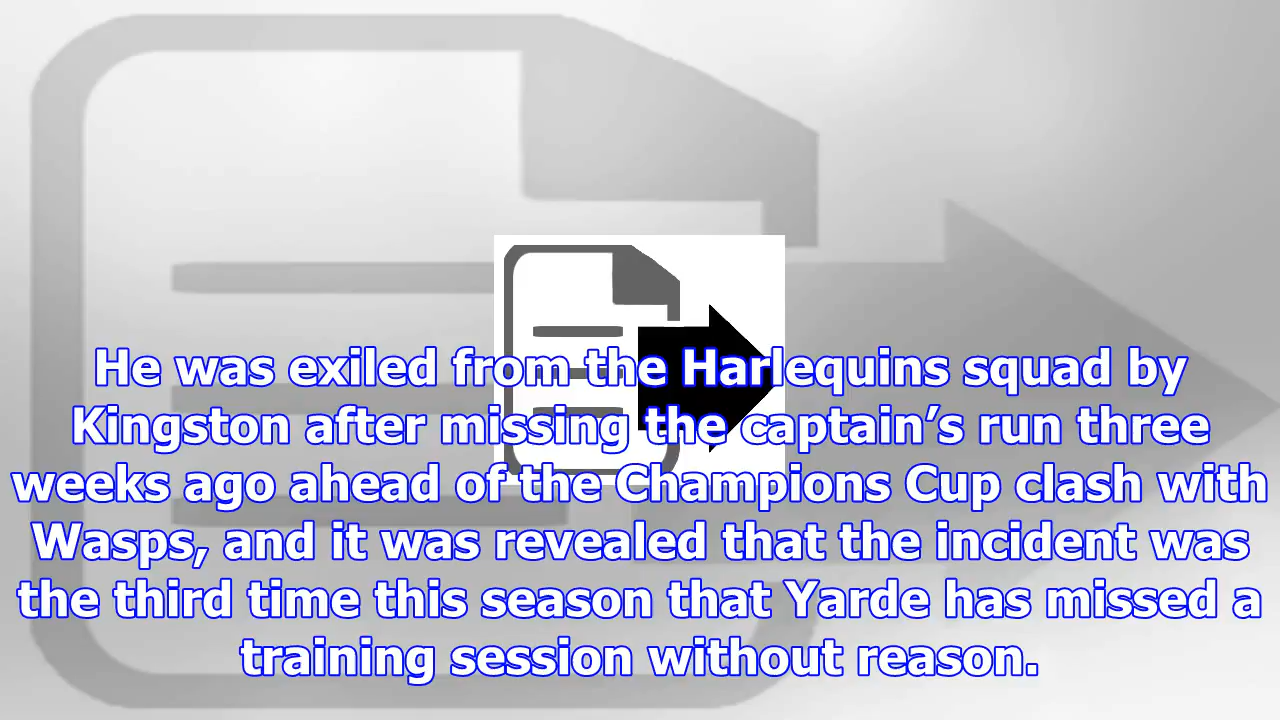 He was exiled from the Harlequins squad by
Kingston after missing the captain’s run three
weeks ago ahead of the Champions Cup clash with
Wasps, and it was revealed that the incident was
the third time this season that Yarde has missed a
training session without reason.